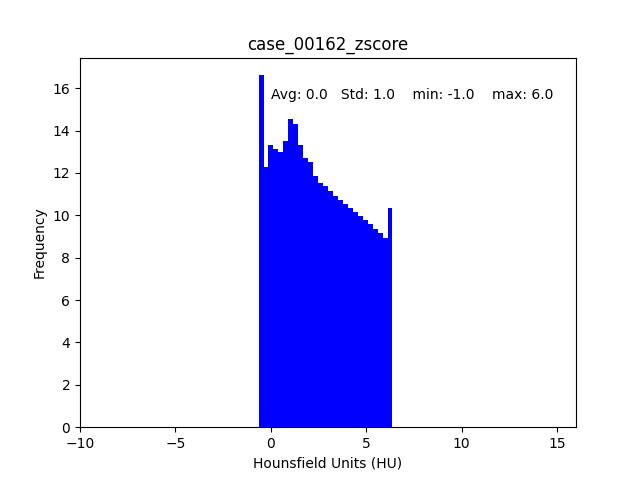 case_00162_zscore
Avg: 0.0 Std: 1.0 min: -1.0 max: 6.0
Frequency
16
14
12
10
8
6
4
2
0
−10 −5 0 5 10 15
Hounsfield Units (HU)